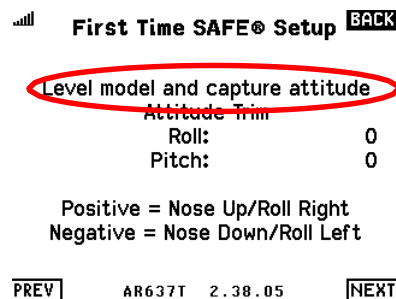 First Time SAFE® Setup BACK
Level model and capture attitude
Attitude Trim
Roll: 0
Pitch: 0
Positive = Nose Up/Roll Right
Negative = Nose Down/Roll Left
PREV AR637T 2.38.05 NEXT